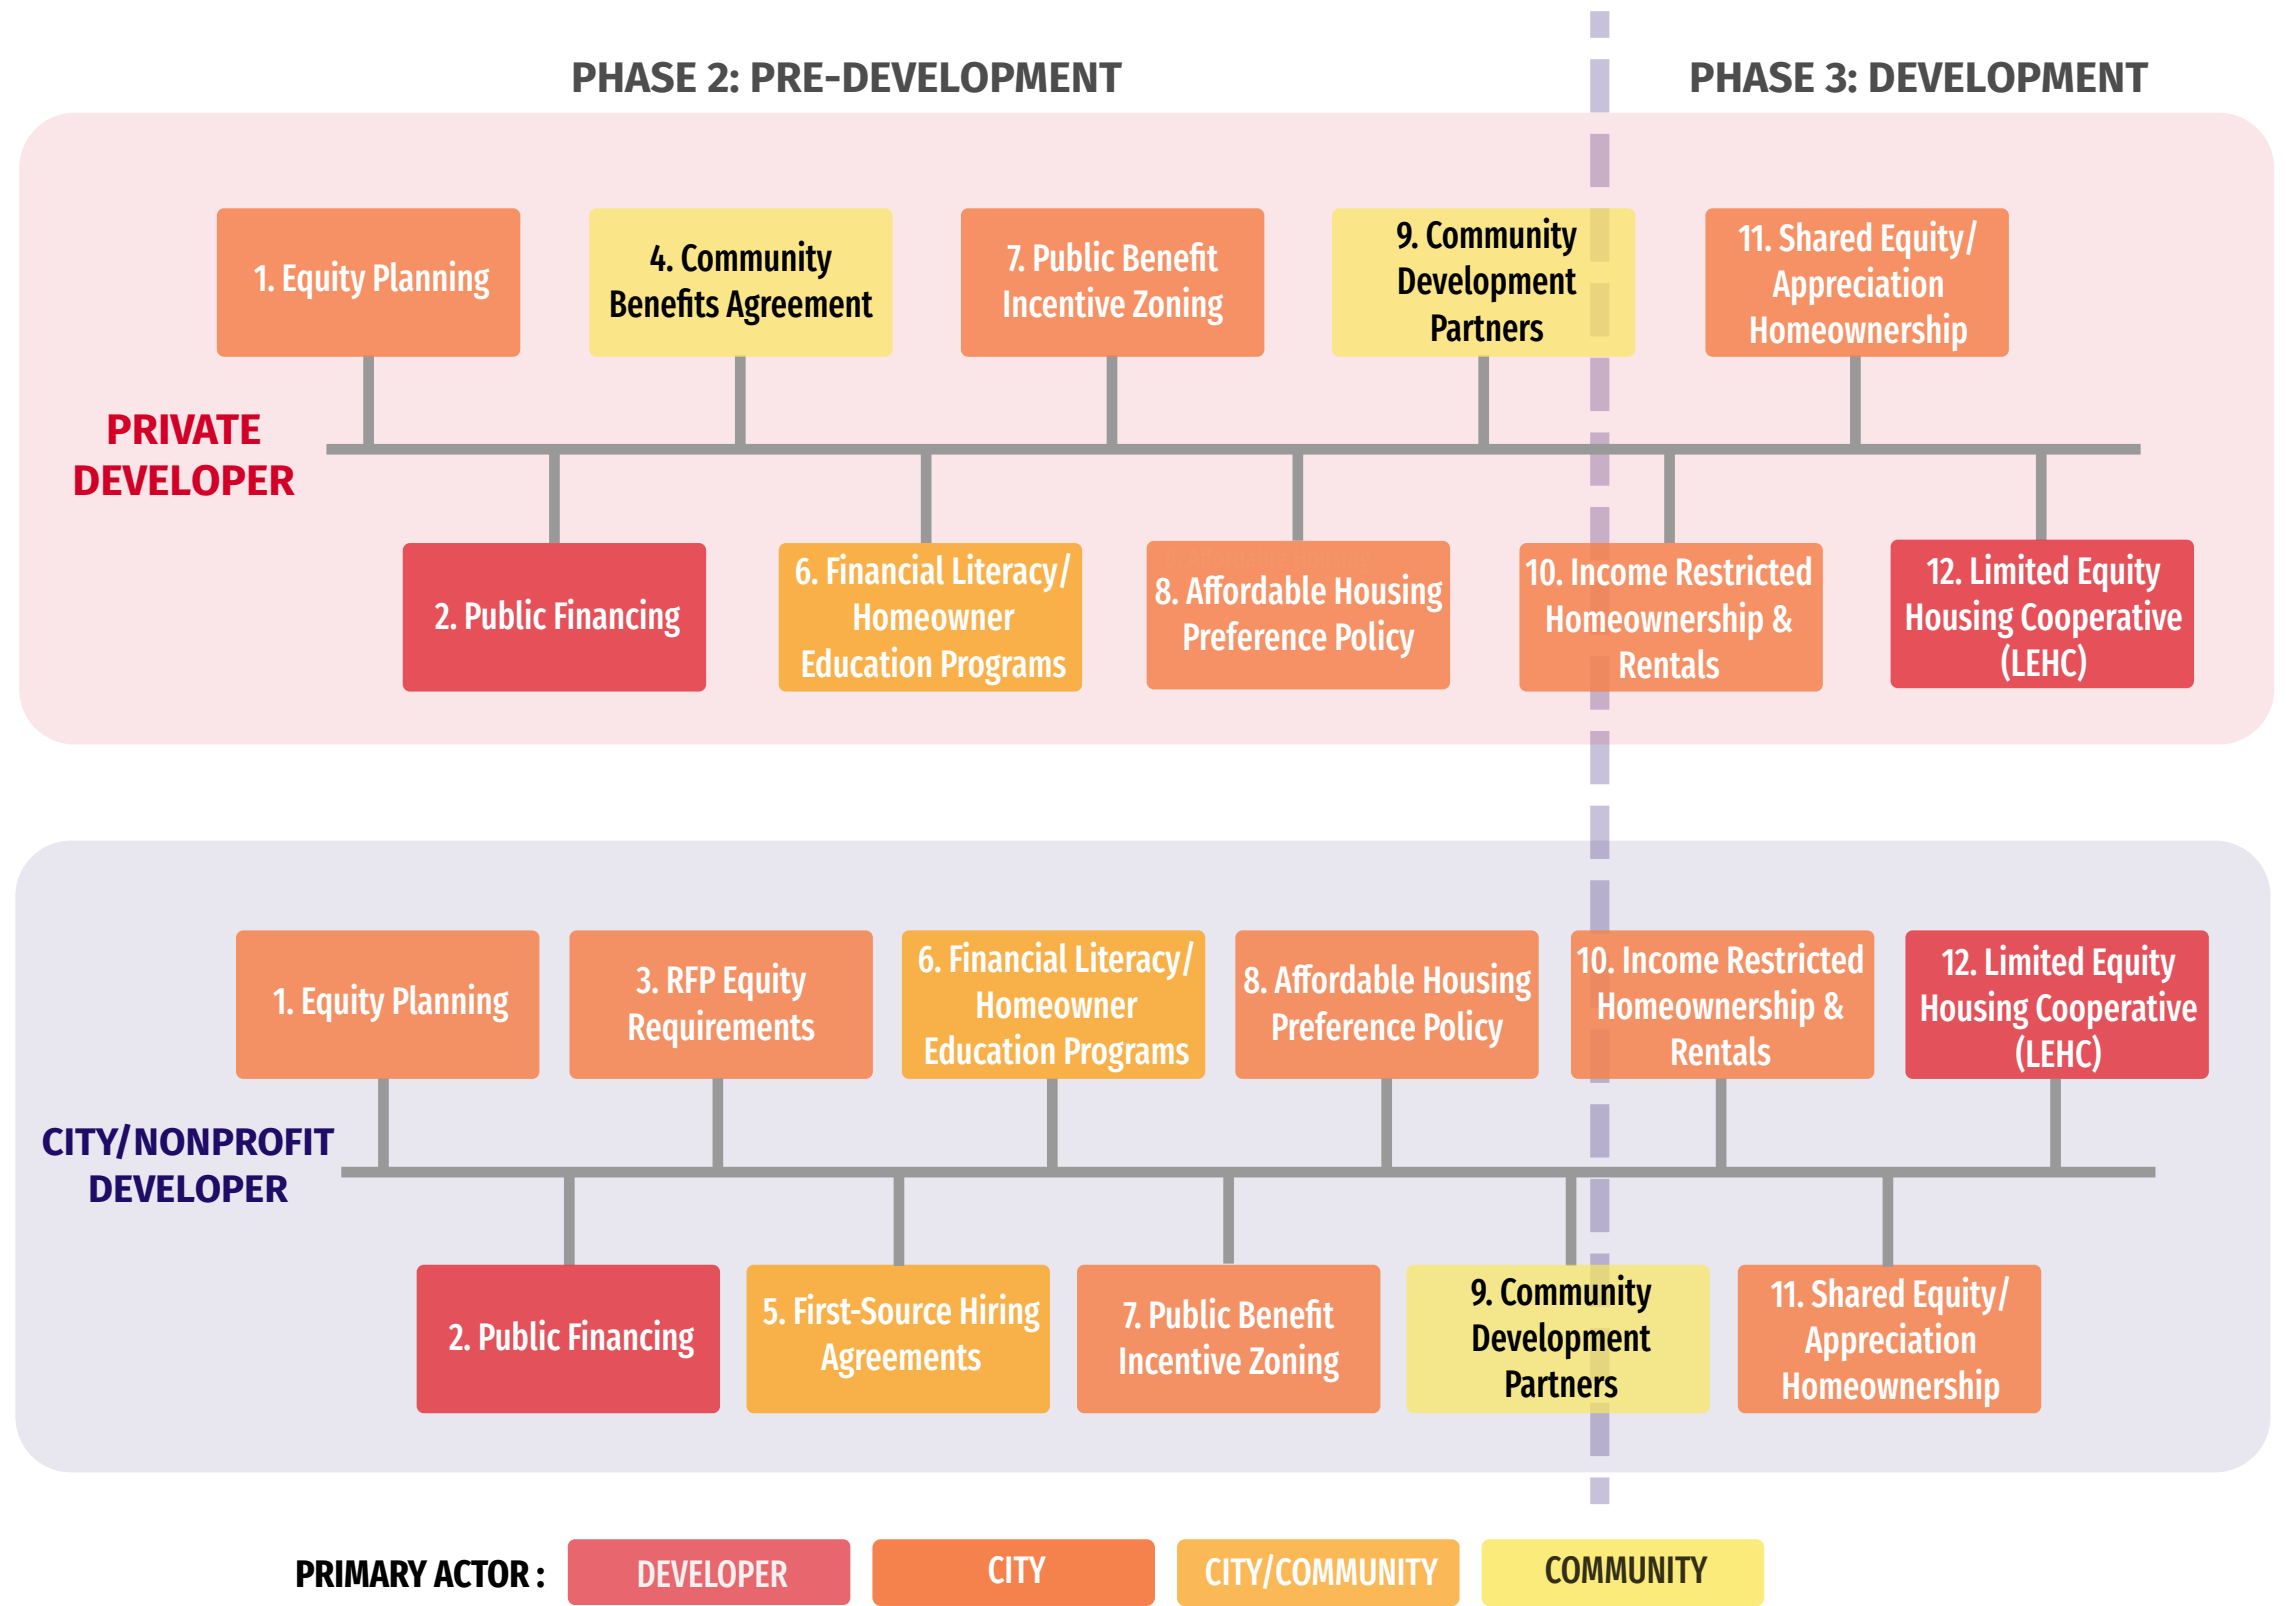 PHASE 2: PRE-DEVELOPMENT
PHASE 3: DEVELOPMENT
1. Equity Planning
4. Community
Benefits Agreement
7. Public Benefit
Incentive Zoning
9. Community
Development
Partners
11. Shared Equity/
Appreciation
Homeownership
PRIVATE
DEVELOPER
2. Public Financing
6. Financial Literacy/
Homeowner
Education Programs
8. Affordable Housing
Preference Policy
10. Income Restricted
Homeownership &
Rentals
12. Limited Equity
Housing Cooperative
(LEHC)
1. Equity Planning
3. RFP Equity
Requirements
6. Financial Literacy/
Homeowner
Education Programs
8. Affordable Housing
Preference Policy
10. Income Restricted
Homeownership &
Rentals
12. Limited Equity
Housing Cooperative
(LEHC)
CITY/NONPROFIT
DEVELOPER
2. Public Financing
5. First-Source Hiring
Agreements
7. Public Benefit
Incentive Zoning
9. Community
Development
Partners
11. Shared Equity/
Appreciation
Homeownership
PRIMARY ACTOR :
DEVELOPER
CITY
CITY/COMMUNITY
COMMUNITY